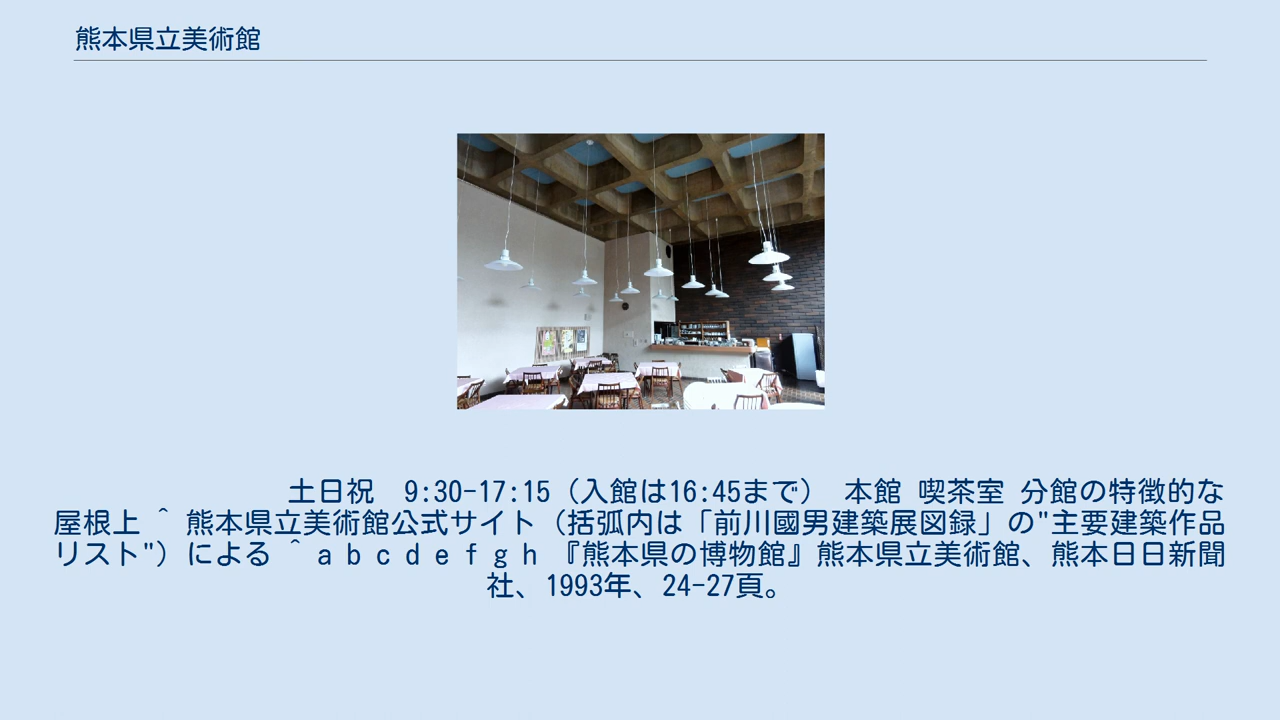 熊本県立美術館
土日祝　9:30-17:15（入館は16:45まで） 本館 喫茶室 分館の特徴的な
屋根上 ^ 熊本県立美術館公式サイト（括弧内は「前川國男建築展図録」の"主要建築作品
リスト"）による ^ a b c d e f g h 『熊本県の博物館』熊本県立美術館、熊本日日新聞
社、1993年、24-27頁。